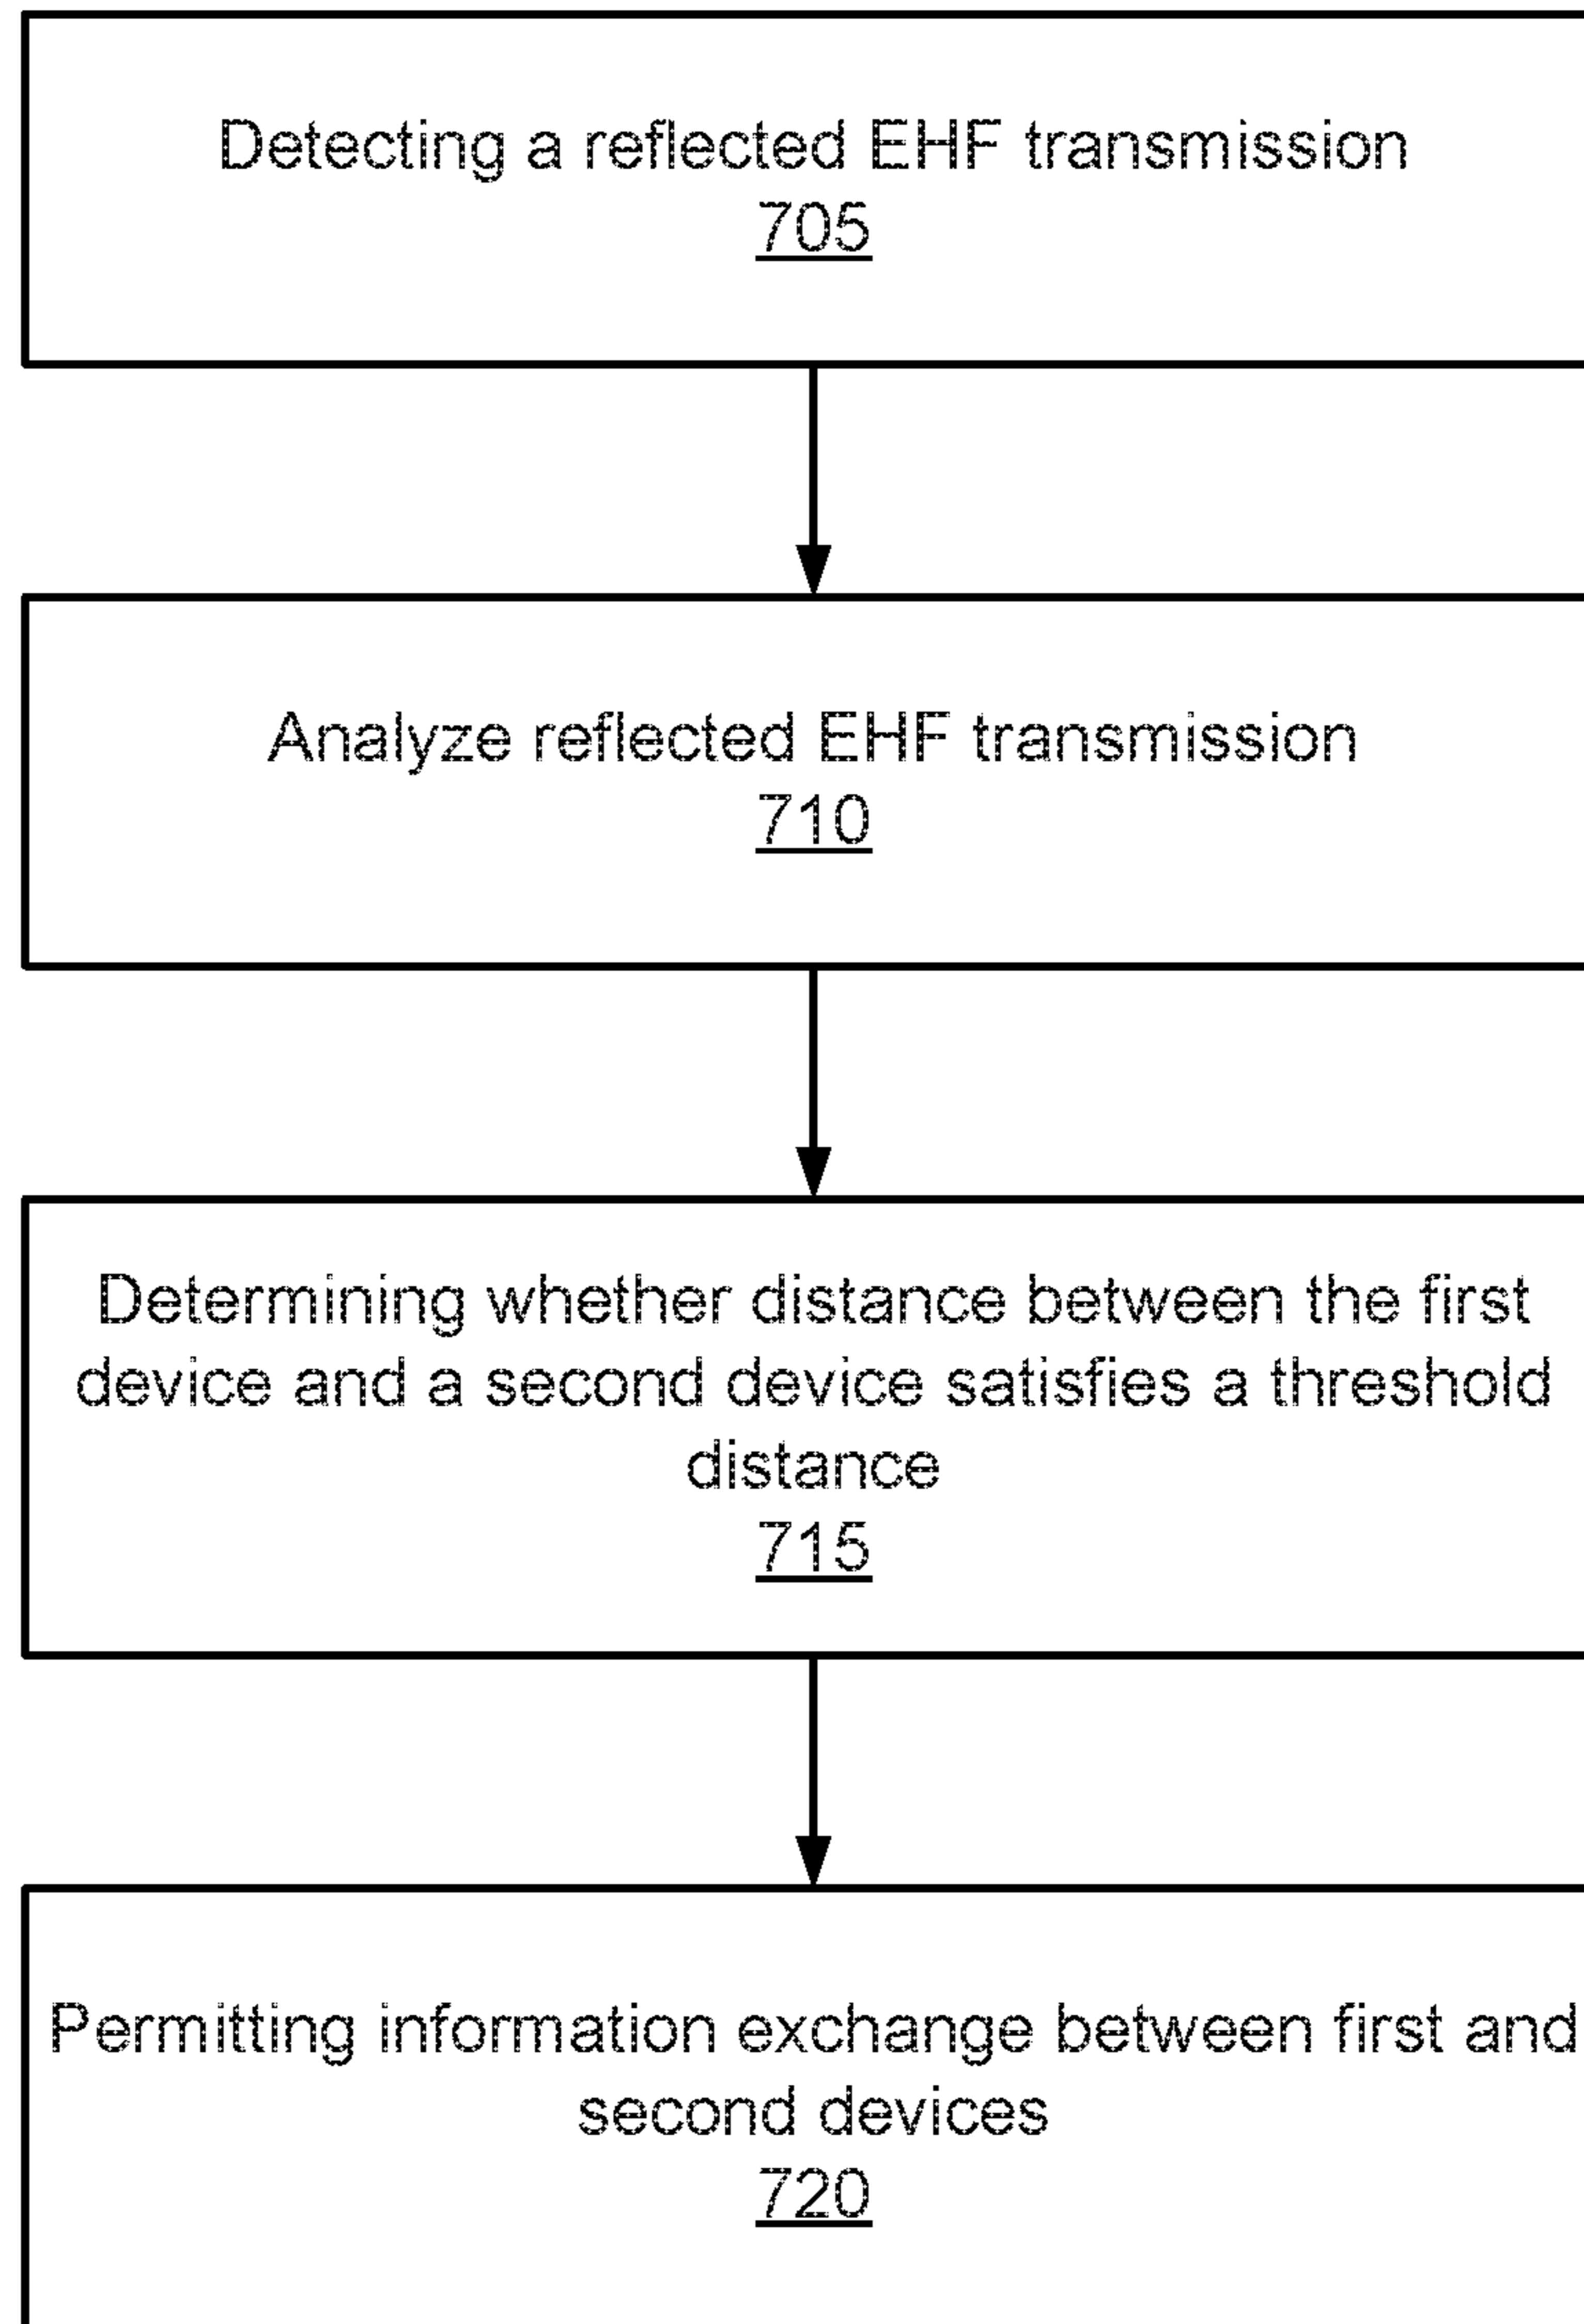 Detecting a reflected EHF transmission
705
Analyze reflected EHF transmission
710
Determining whether distance between the first
device and a second device satisfies a threshold
distance
715
Permitting information exchange between first and
second devices
720